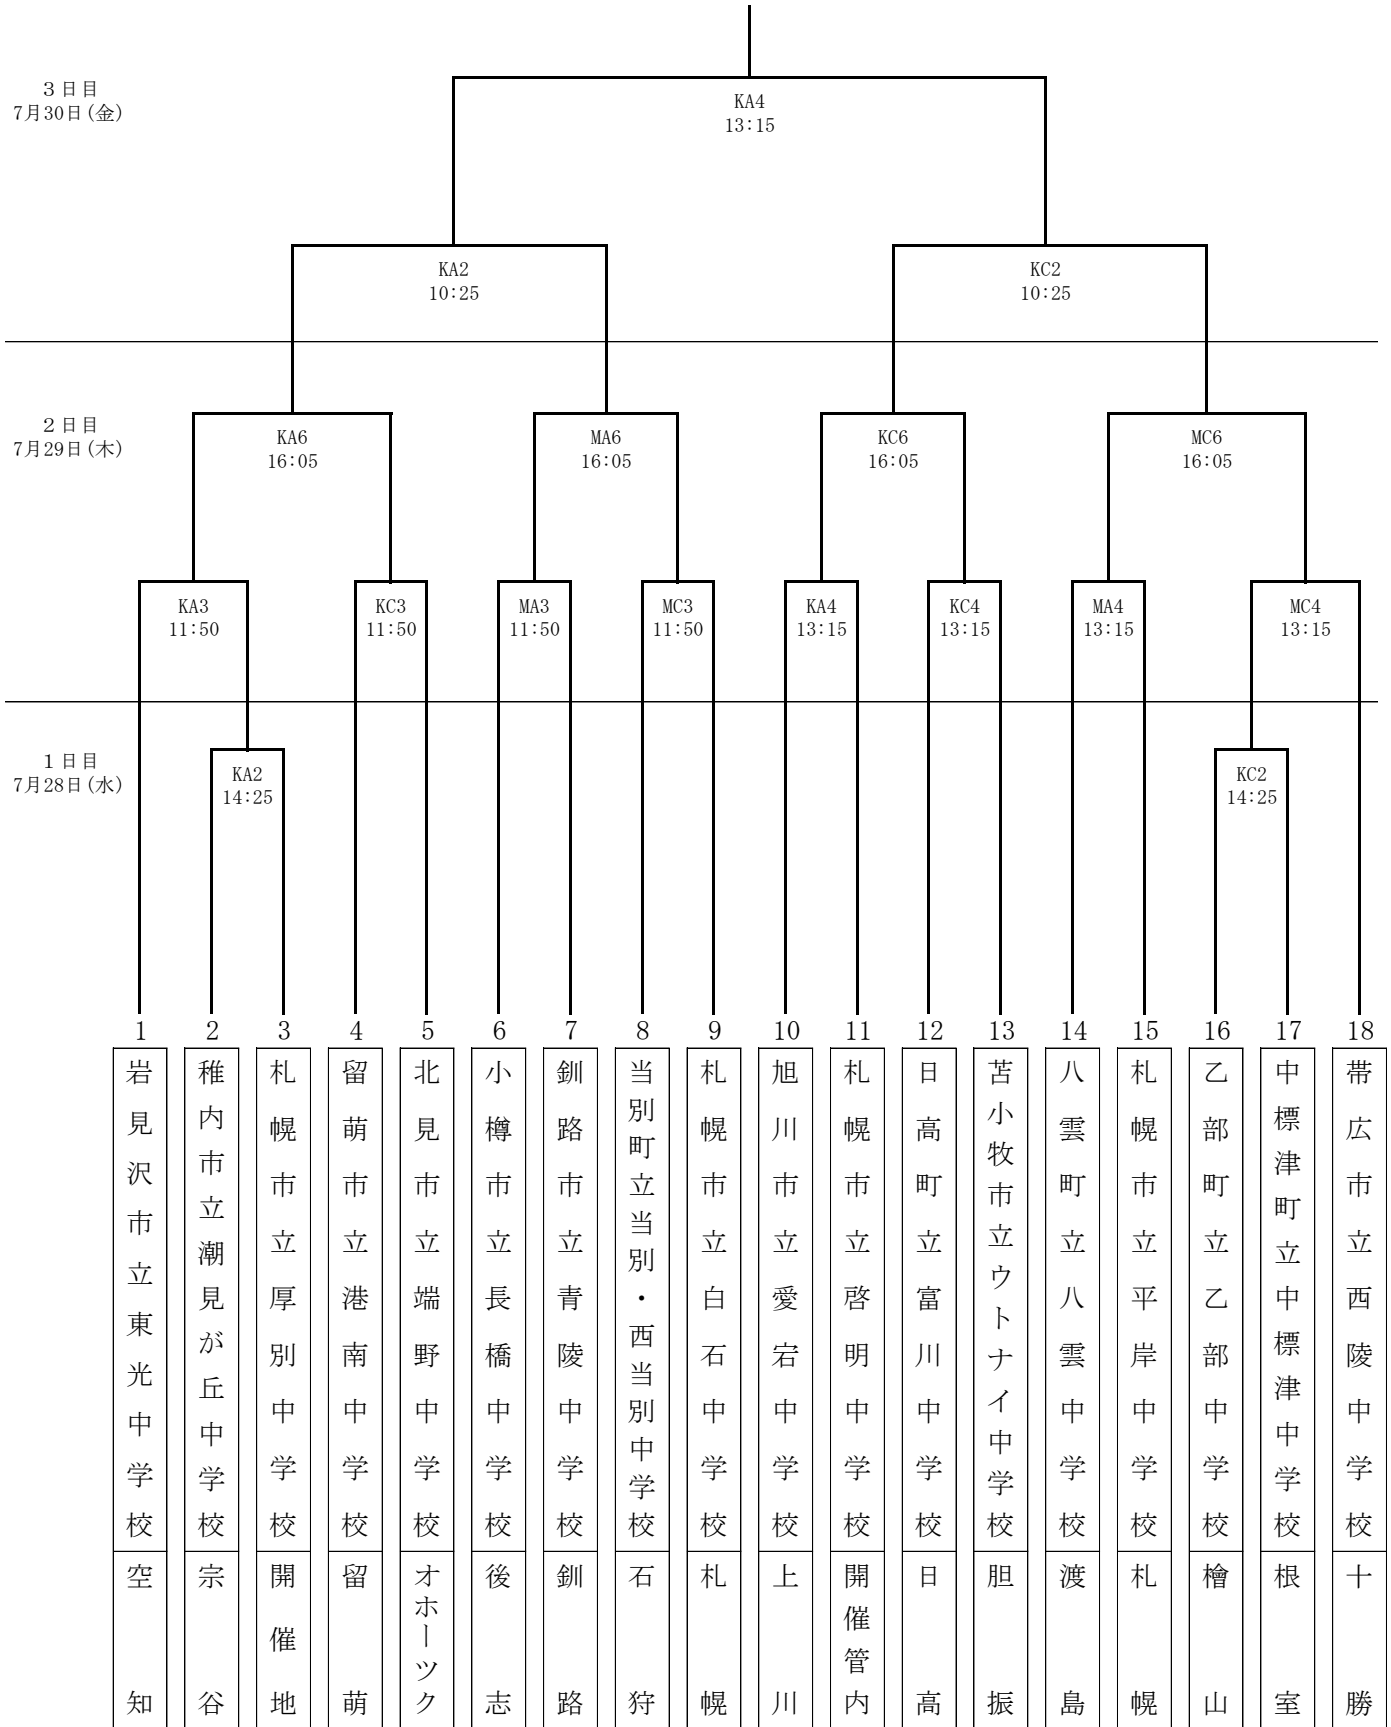 3日目
7月30日(金)
KA4
13:15
KA2
10:25
KC2
10:25
2日目
7月29日(木)
KA6
16:05
MA6
16:05
KC6
16:05
MC6
16:05
KA3
11:50
KC3
11:50
MA3
11:50
MC3
11:50
KA4
13:15
KC4
13:15
MA4
13:15
MC4
13:15
1日目
7月28日(水)
KA2
14:25
KC2
14:25
1
岩見沢市立東光中学校
空知
2
稚内市立潮見が丘中学校
宗谷
3
札幌市立厚別中学校
開催地
4
留萌市立港南中学校
留萌
5
北見市立端野中学校
オホーツク
6
小樽市立長橋中学校
後志
7
釧路市立青陵中学校
釧路
8
当別町立当別・西当別中学校
石狩
9
札幌市立白石中学校
札幌
10
旭川市立愛宕中学校
上川
11
札幌市立啓明中学校
開催管内
12
日高町立富川中学校
日高
13
苫小牧市立ウトナイ中学校
胆振
14
八雲町立八雲中学校
渡島
15
札幌市立平岸中学校
札幌
16
乙部町立乙部中学校
檜山
17
中標津町立中標津中学校
根室
18
帯広市立西陵中学校
十勝